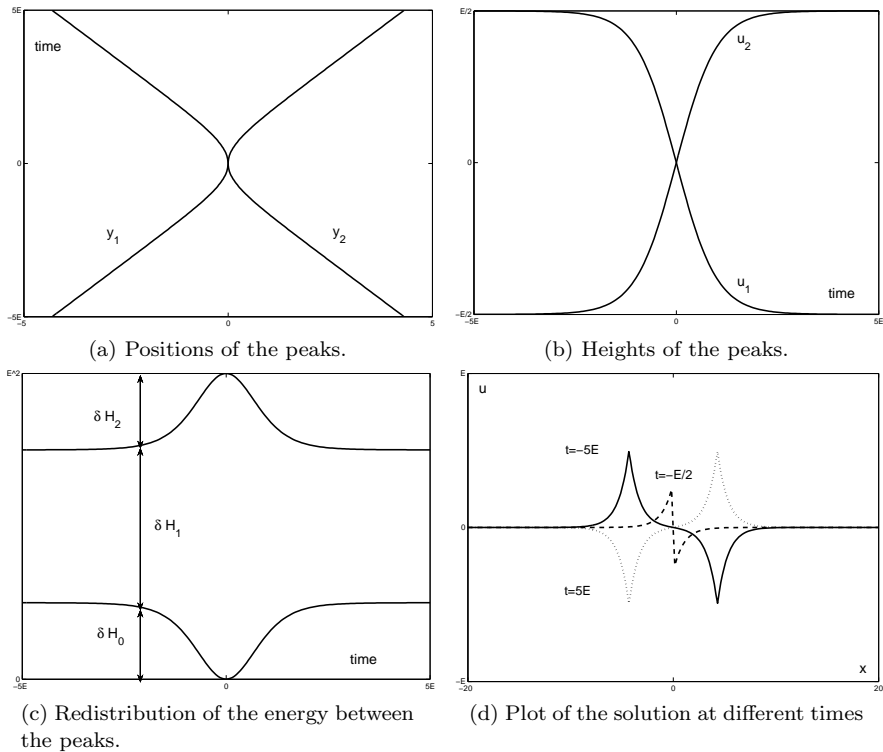 5E
time
0
y1
y2
−5E
−5
0
5
(a) Positions of the peaks.
E/2
u2
0
u1
time
−E/2
−5E
0
5E
(b) Heights of the peaks.
E^2
δ H2
δ H1
δ H0
time
0
−5E
0
5E
(c) Redistribution of the energy between
the peaks.
E
u
t=−5E
t=−E/2
0
t=5E
x
−E
−20
0
20
(d) Plot of the solution at different times